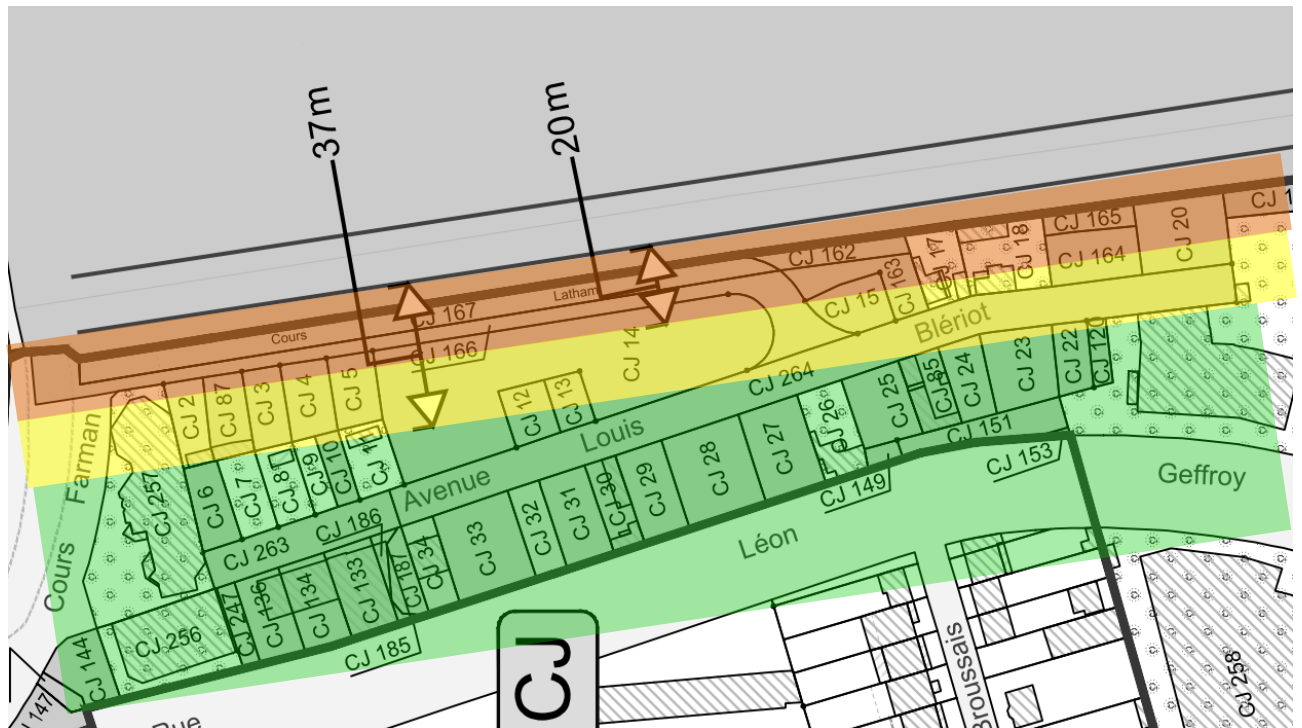 37m
20m
CJ 1
CJ 165
CJ 20
CJ 17
CJ 18
CJ 162
CJ 164
CJ 163
Latham
CJ 15
CJ 167
Cours
CJ 14
Blériot
CJ 166
CJ 22
CJ 120
CJ 23
CJ 24
CJ 264
CJ 85
CJ 25
CJ 5
CJ 4
CJ 3
CJ 87
CJ 2
CJ 13
CJ 12
CJ 26
Louis
CJ 151
CJ 27
CJ 153
Farman
CJ 11
CJ 10
CJ 9
CJ 8
CJ 7
CJ 6
CJ 28
CJ 29
CJ 30
Geffroy
Avenue
CJ 149
CJ 257
CJ 186
CJ 31
CJ 32
CJ 33
Léon
CJ 263
CJ 34
CJ 187
CJ 133
CJ 134
CJ 136
CJ 247
Cours
CJ 256
CJ 185
CJ 144
CJ
Broussais
CJ 258
147
Rue